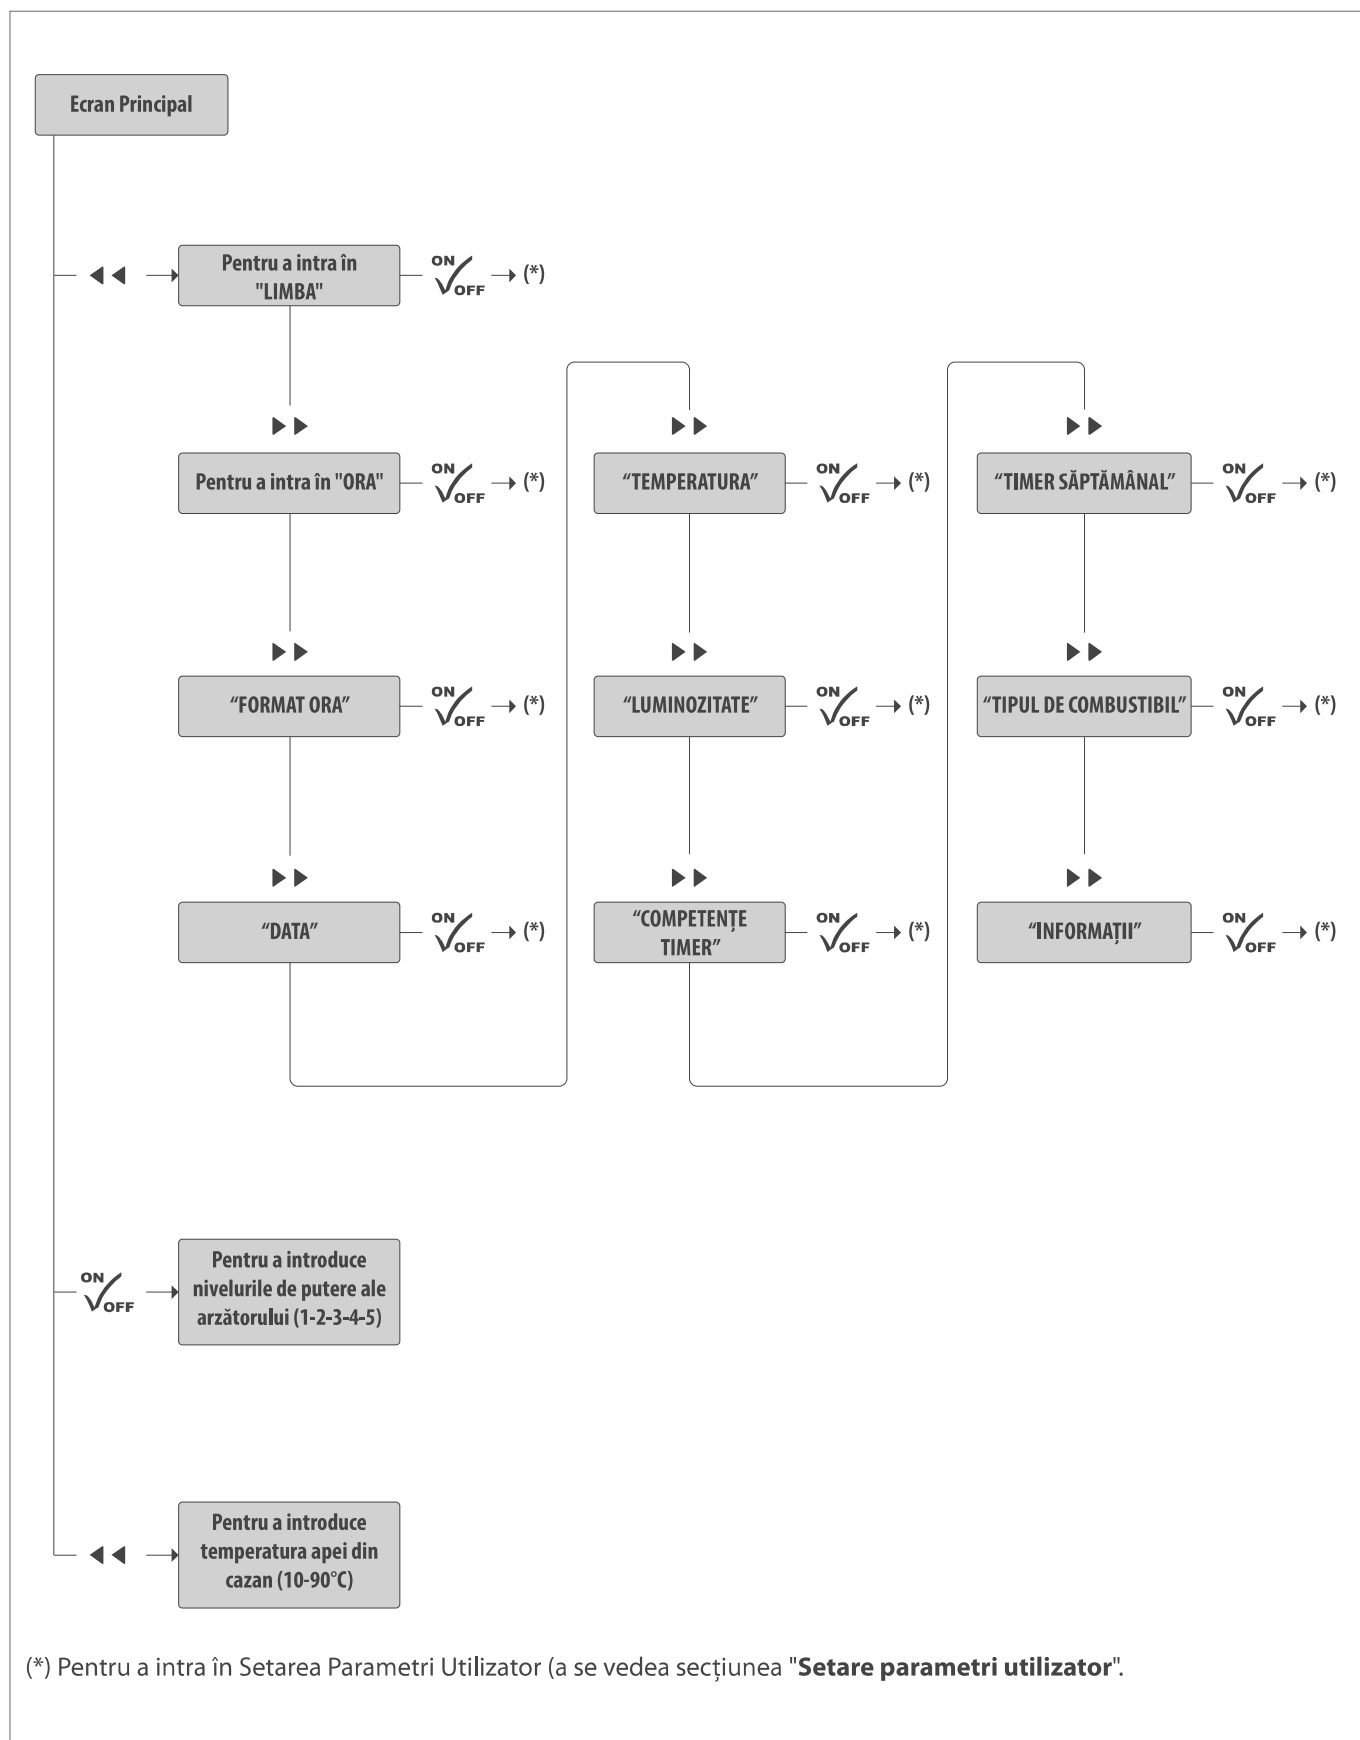 Ecran Principal
Pentru a intra în
"LIMBA"
ON
OFF
(*)
Pentru a intra în "ORA"
ON
OFF
(*)
“FORMAT ORA”
ON
OFF
(*)
“DATA”
ON
OFF
(*)
“TEMPERATURA”
ON
OFF
(*)
“LUMINOZITATE”
ON
OFF
(*)
“COMPETENȚE
TIMER”
ON
OFF
(*)
“TIMER SĂPTĂMÂNAL”
ON
OFF
(*)
“TIPUL DE COMBUSTIBIL”
ON
OFF
(*)
“INFORMAȚII”
ON
OFF
(*)
ON
OFF
Pentru a introduce
nivelurile de putere ale
arzătorului (1-2-3-4-5)
Pentru a introduce
temperatura apei din
cazan (10-90°C)
(*) Pentru a intra în Setarea Parametri Utilizator (a se vedea secțiunea "Setare parametri utilizator".